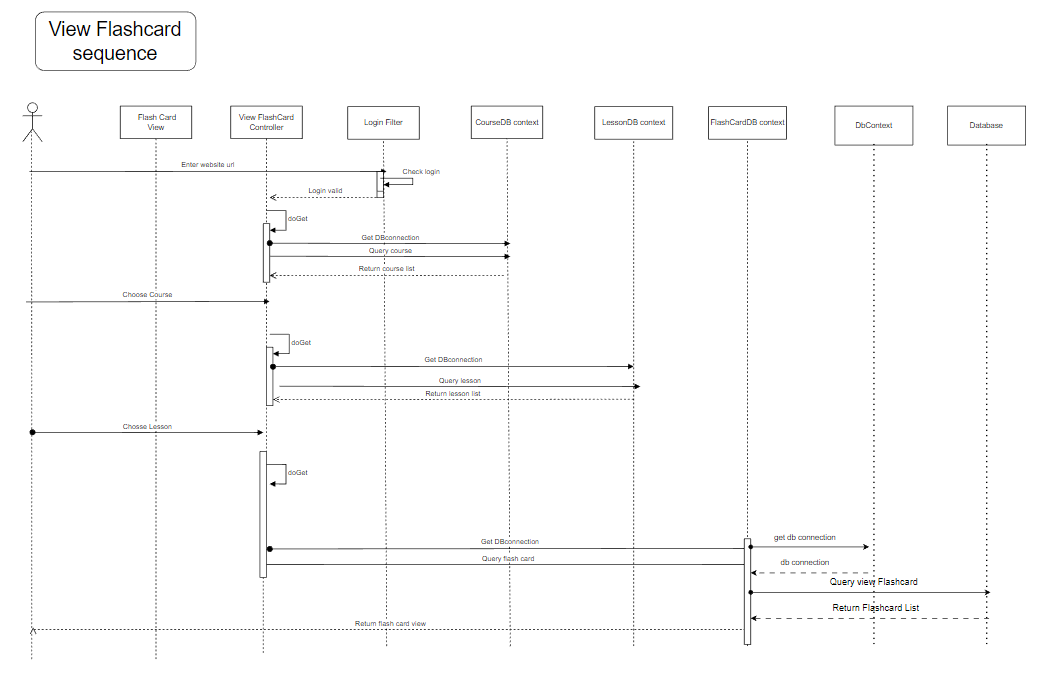 View Flashcard
sequence
Flash Card
View
View FlashCard
Controller
Login Filter
CourseDB context
LessonDB context
FlashCardDB context
DbContext
Database
Enter website url
Check login
Login valid
doGet
Get DBconnection
Query course
Return course list
Choose Course
doGet
Get DBconnection
Query lesson
Return lesson list
Chosse Lesson
doGet
Get DBconnection
get db connection
Query flash card
db connection
Query view Flashcard
Return Flashcard List
Return flash card view